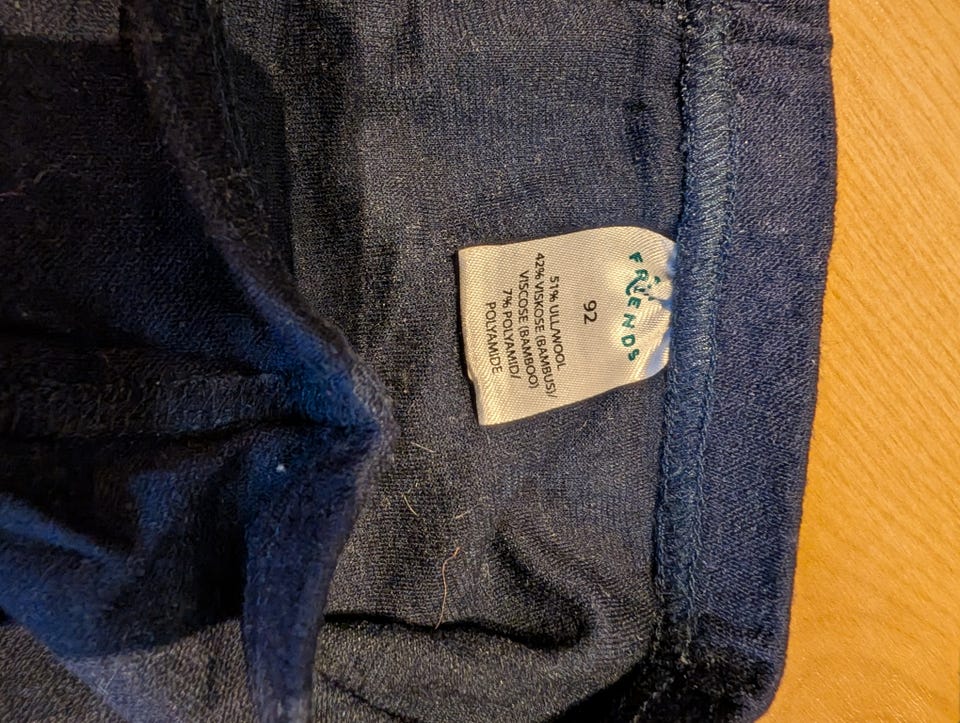 FRiENDS
92
51% ULL/WOOL
42% VISKOSE (BAMBUS)/
VISCOSE (BAMBOO)
7% POLYAMID/
POLYAMIDE